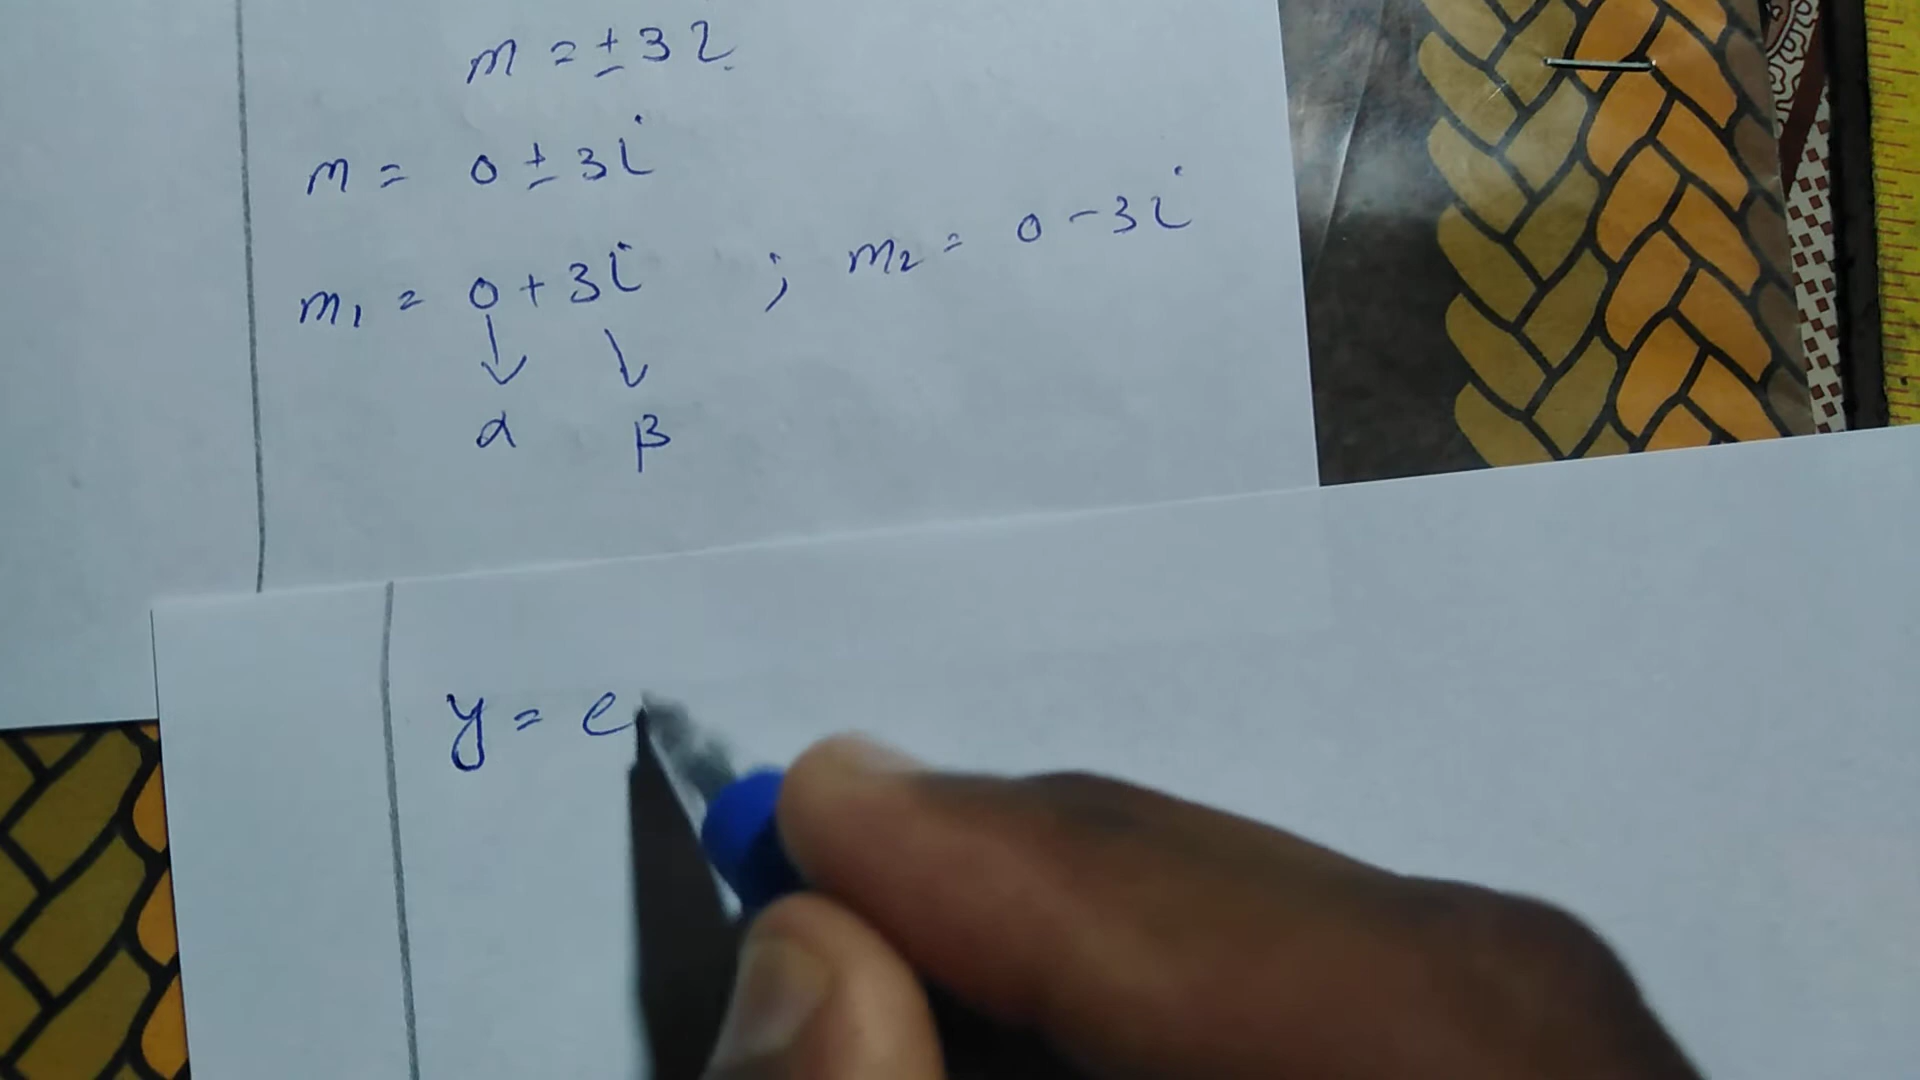 m = ± 3i
m = 0 ± 3i
m₁ = 0 + 3i ; m₂ = 0 - 3i
↓ ↓
α β
y = e